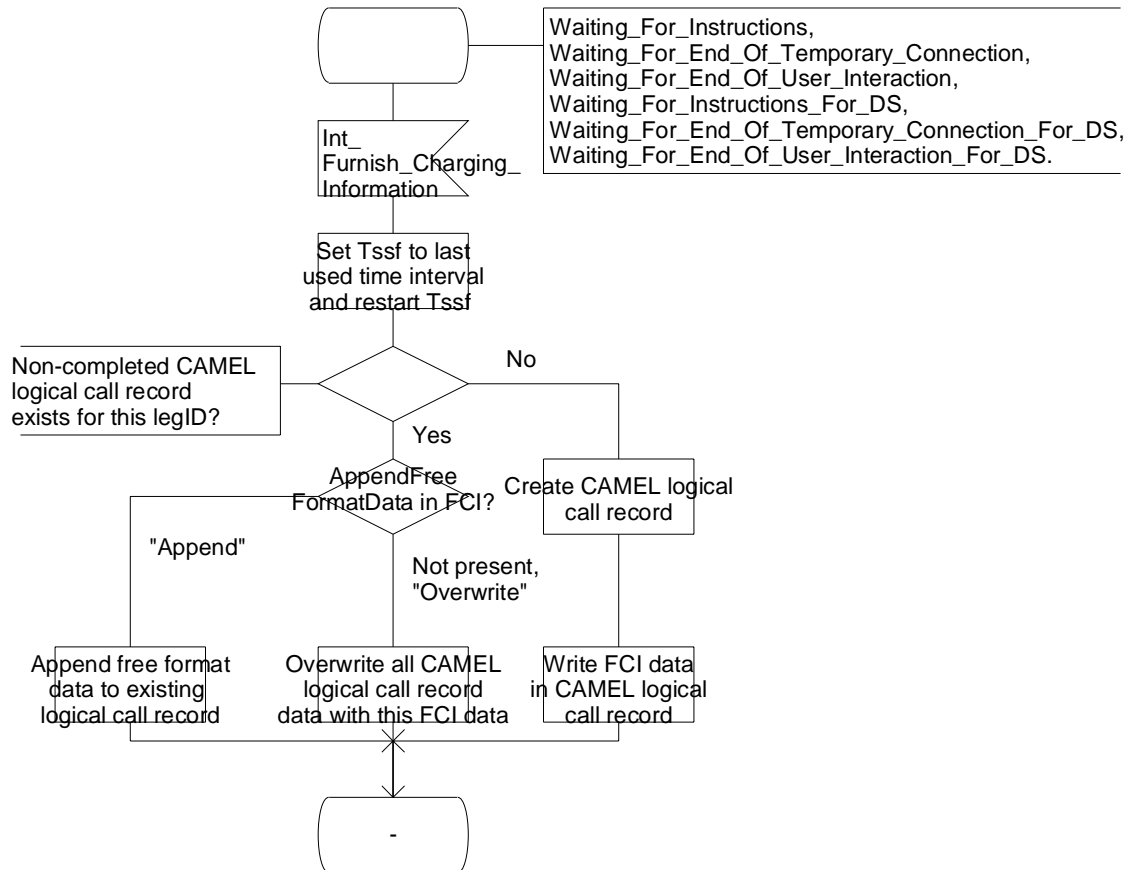 Waiting_For_Instructions,
Waiting_For_End_Of_Temporary_Connection,
Waiting_For_End_Of_User_Interaction,
Waiting_For_Instructions_For_DS,
Waiting_For_End_Of_Temporary_Connection_For_DS,
Waiting_For_End_Of_User_Interaction_For_DS.
Int_
Furnish_Charging_
Information
Set Tssf to last
used time interval
and restart Tssf
Non-completed CAMEL
logical call record
exists for this legID?
No
Yes
AppendFree
FormatData in FCI?
Create CAMEL logical
call record
"Append"
Not present,
"Overwrite"
Append free format
data to existing
logical call record
Overwrite all CAMEL
logical call record
data with this FCI data
Write FCI data
in CAMEL logical
call record
-